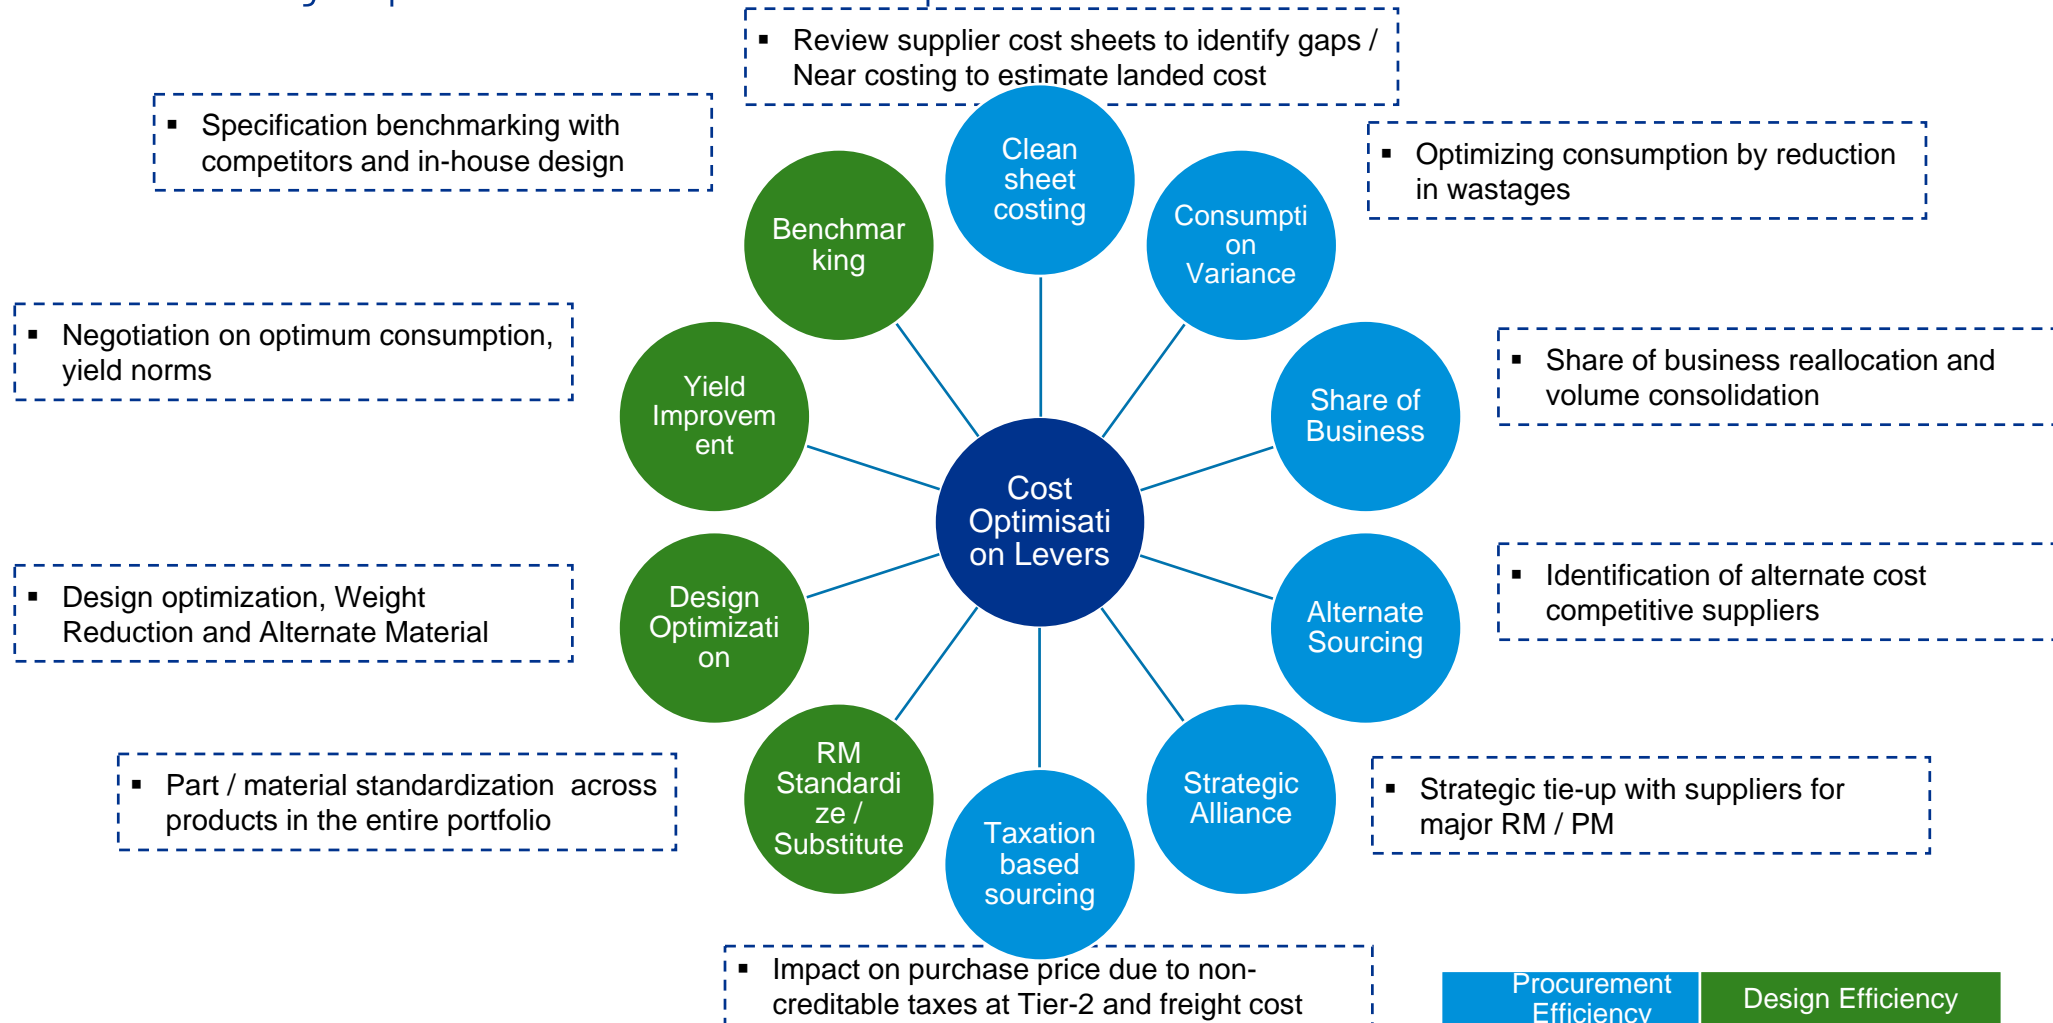 ▪ Review supplier cost sheets to identify gaps /
Near costing to estimate landed cost
▪ Specification benchmarking with
competitors and in-house design
▪ Optimizing consumption by reduction
in wastages
Clean
sheet
costing
Benchmar
king
Consumpti
on
Variance
▪ Negotiation on optimum consumption,
yield norms
▪ Share of business reallocation and
volume consolidation
Yield
Improvem
ent
Share of
Business
Cost
Optimisati
on Levers
▪ Design optimization, Weight
Reduction and Alternate Material
▪ Identification of alternate cost
competitive suppliers
Design
Optimizati
on
Alternate
Sourcing
▪ Part / material standardization across
products in the entire portfolio
▪ Strategic tie-up with suppliers for
major RM / PM
RM
Standardi
ze /
Substitute
Strategic
Alliance
Taxation
based
sourcing
▪ Impact on purchase price due to non-
creditable taxes at Tier-2 and freight cost
Procurement
Efficiency
Design Efficiency